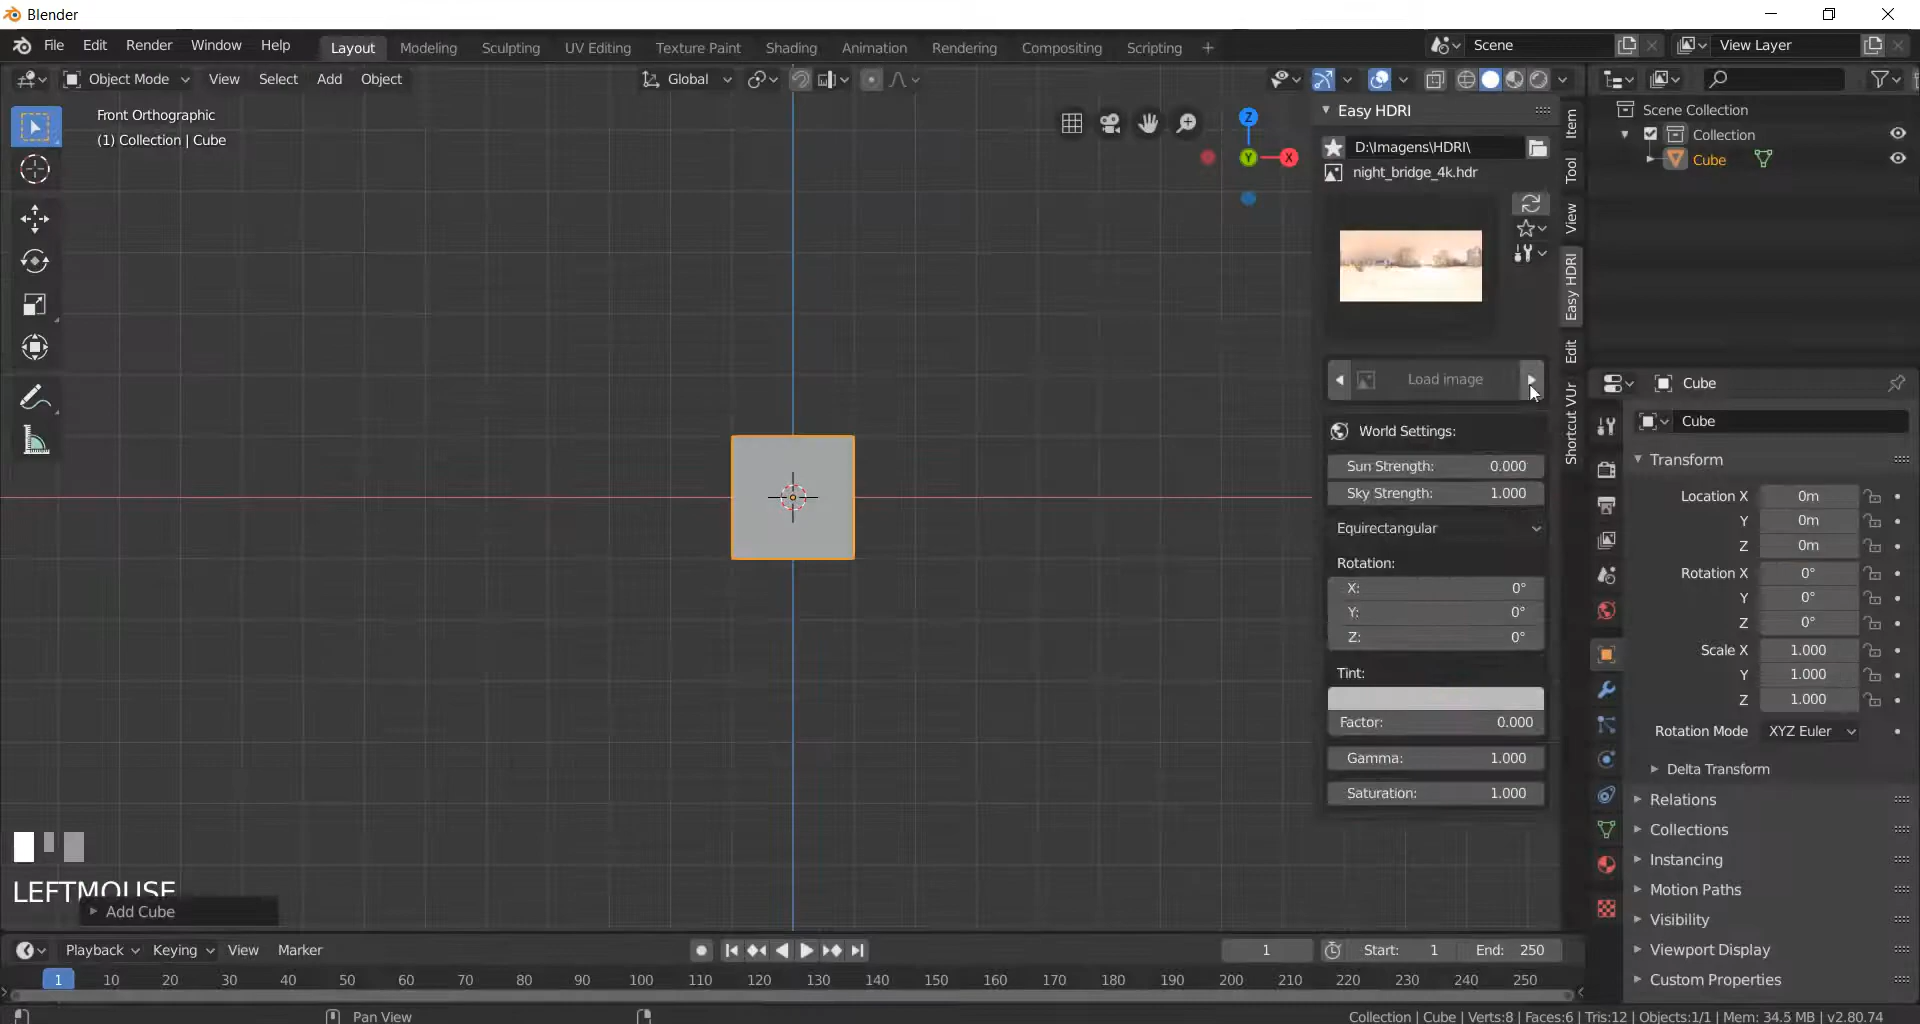 Blender
File Edit Render Window Help Layout Modeling Sculpting UV Editing Texture Paint Shading Animation Rendering Compositing Scripting + Scene View Layer
Object Mode View Select Add Object Global
Front Orthographic
(1) Collection | Cube
Z
Y
X
Easy HDRI
D:\Imagens\HDRI\
night_bridge_4k.hdr
Load image
World Settings:
Sun Strength: 0.000
Sky Strength: 1.000
Equirectangular
Rotation:
X: 0°
Y: 0°
Z: 0°
Tint:
Factor: 0.000
Gamma: 1.000
Saturation: 1.000
Item
Tool
View
Easy HDRI
Edit
Shortcut VUr
Scene Collection
Collection
Cube
Cube
Cube
Transform
Location X 0m
Y 0m
Z 0m
Rotation X 0°
Y 0°
Z 0°
Scale X 1.000
Y 1.000
Z 1.000
Rotation Mode XYZ Euler
Delta Transform
Relations
Collections
Instancing
Motion Paths
Visibility
Viewport Display
Custom Properties
LEFTMOUSE
Add Cube
Playback Keying View Marker 1 Start: 1 End: 250
1 10 20 30 40 50 60 70 80 90 100 110 120 130 140 150 160 170 180 190 200 210 220 230 240 250
Pan View
Collection | Cube | Verts:8 | Faces:6 | Tris:12 | Objects:1/1 | Mem: 34.5 MB | v2.80.74